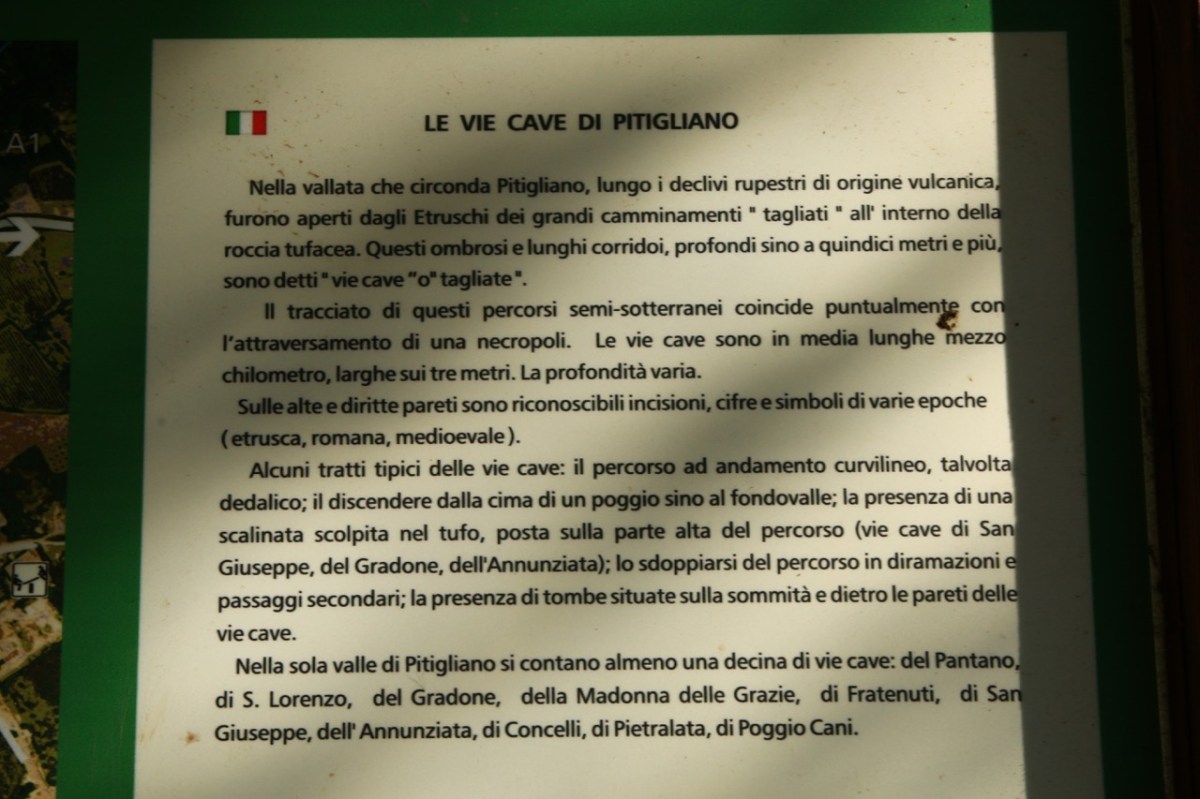 A1
LE VIE CAVE DI PITIGLIANO
Nella vallata che circonda Pitigliano, lungo i declivi rupestri di origine vulcanica,
furono aperti dagli Etruschi dei grandi camminamenti " tagliati " all' interno della
roccia tufacea. Questi ombrosi e lunghi corridoi, profondi sino a quindici metri e più,
sono detti " vie cave "o" tagliate ".
Il tracciato di questi percorsi semi-sotterranei coincide puntualmente con
l'attraversamento di una necropoli. Le vie cave sono in media lunghe mezzo
chilometro, larghe sui tre metri. La profondità varia.
Sulle alte e diritte pareti sono riconoscibili incisioni, cifre e simboli di varie epoche
( etrusca, romana, medioevale ).
Alcuni tratti tipici delle vie cave: il percorso ad andamento curvilineo, talvolta
dedalico; il discendere dalla cima di un poggio sino al fondovalle; la presenza di una
scalinata scolpita nel tufo, posta sulla parte alta del percorso (vie cave di San
Giuseppe, del Gradone, dell'Annunziata); lo sdoppiarsi del percorso in diramazioni e
passaggi secondari; la presenza di tombe situate sulla sommità e dietro le pareti delle
vie cave.
Nella sola valle di Pitigliano si contano almeno una decina di vie cave: del Pantano,
di S. Lorenzo, del Gradone, della Madonna delle Grazie, di Fratenuti, di San
Giuseppe, dell' Annunziata, di Concelli, di Pietralata, di Poggio Cani.